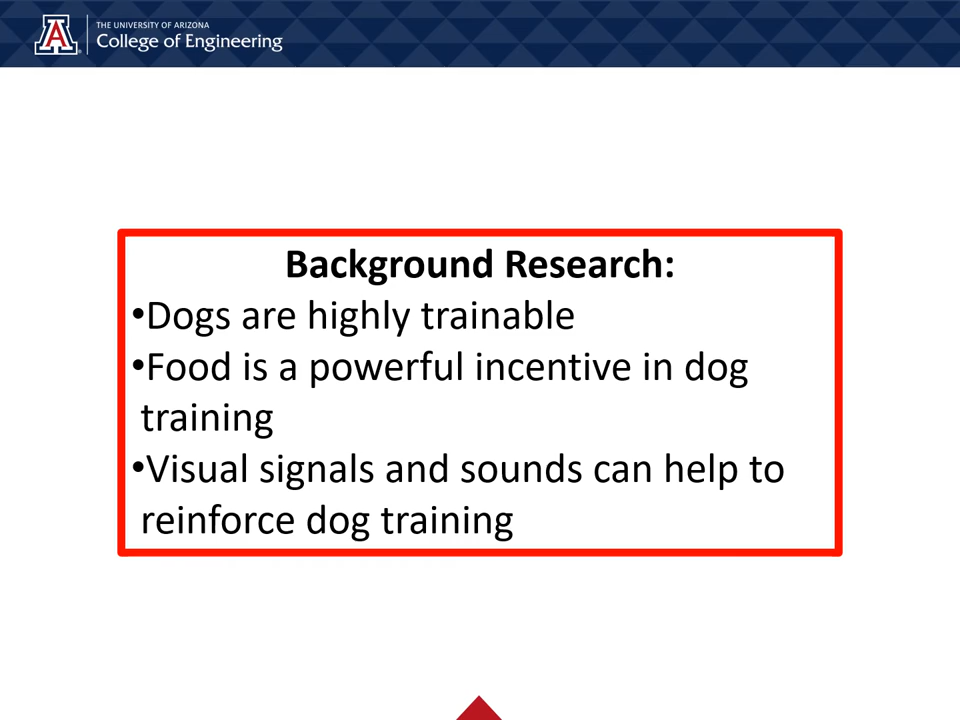 THE UNIVERSITY OF ARIZONA
College of Engineering
Background Research:
•Dogs are highly trainable
•Food is a powerful incentive in dog
training
•Visual signals and sounds can help to
reinforce dog training